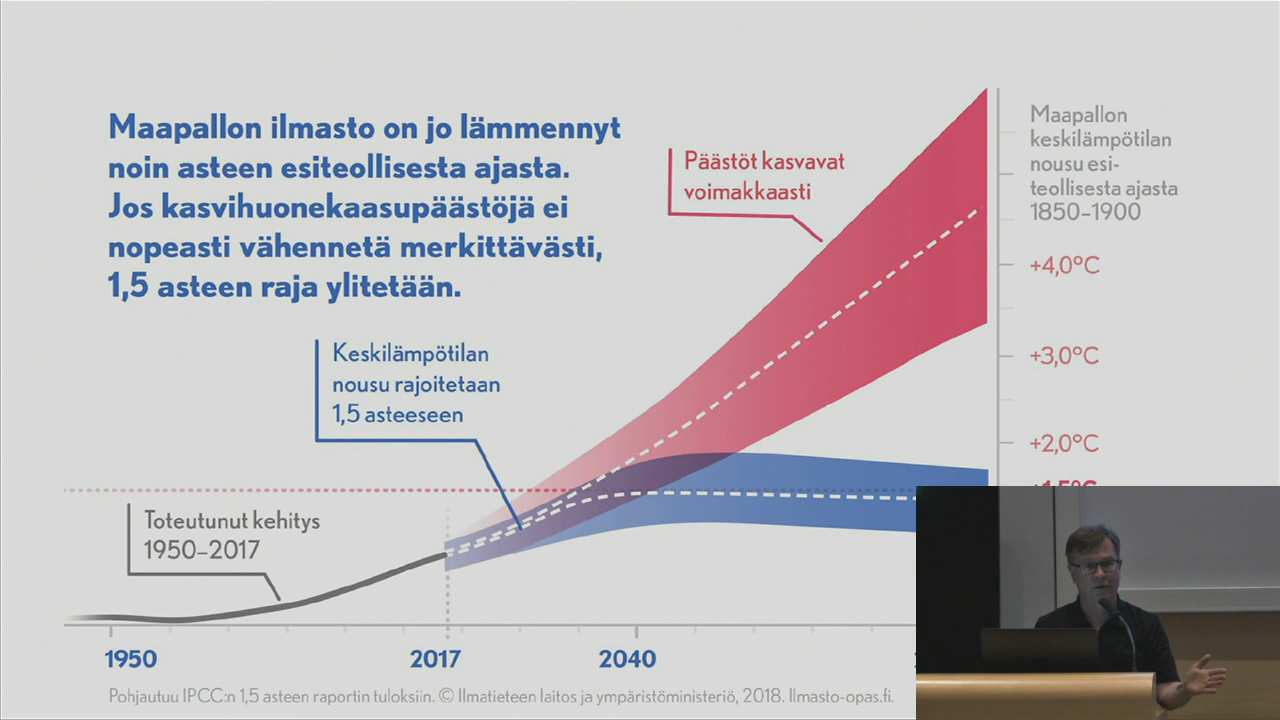 Maapallon ilmasto on jo lämmennyt
noin asteen esiteollisesta ajasta.
Jos kasvihuonekaasupäästöjä ei
nopeasti vähennetä merkittävästi,
1,5 asteen raja ylitetään.
Päästöt kasvavat
voimakkaasti
Maapallon
keskilämpötilan
nousu esi-
teollisesta ajasta
1850–1900
+4,0°C
+3,0°C
+2,0°C
+1,5°C
Keskilämpötilan
nousu rajoitetaan
1,5 asteeseen
Toteutunut kehitys
1950–2017
1950
2017
2040
Pohjautuu IPCC:n 1,5 asteen raportin tuloksiin. © Ilmatieteen laitos ja ympäristöministeriö, 2018. Ilmasto-opas.fi.